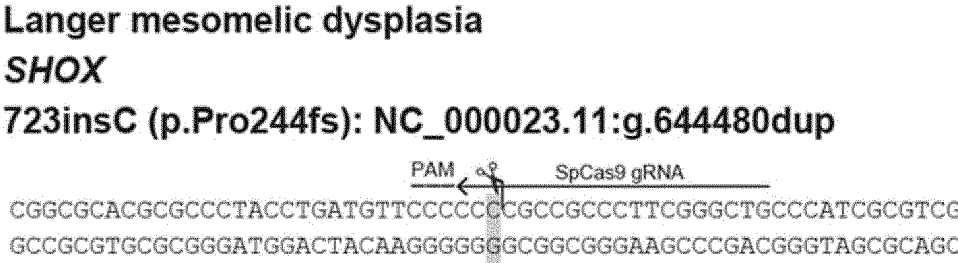 Langer mesomelic dysplasia
SHOX
723insC (p.Pro244fs): NC_000023.11:g.644480dup
PAM SpCas9 gRNA
CGGCGCACGCGCCCTACCTGATGTTCCCCCCCGCCGCCCTTCGGGCTGCCCATCGCGTCG
GCCGCGTGCGCGGGATGGACTACAAGGGGGGGCGGCGGGAAGCCCGACGGGTAGCGCAGC